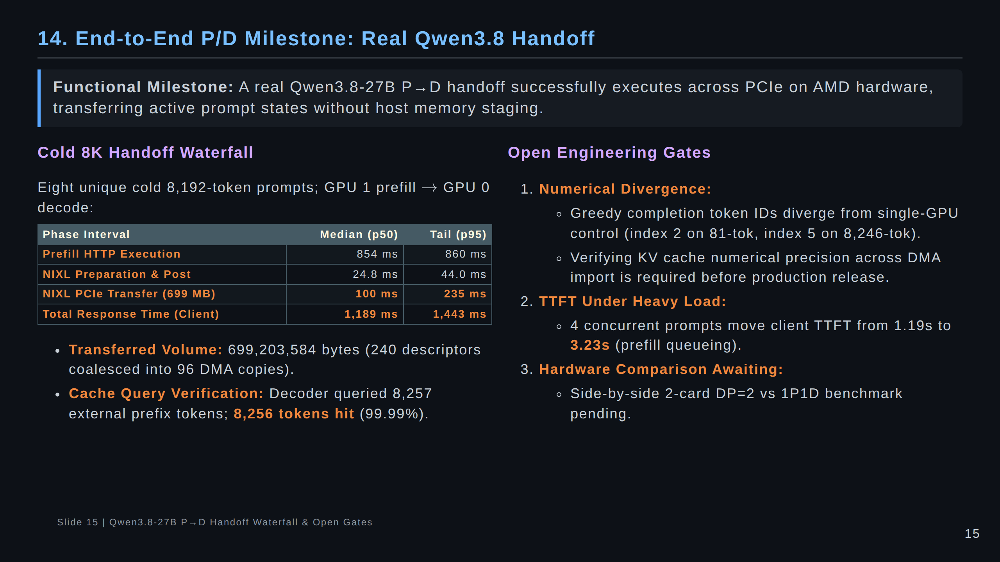 14. End-to-End P/D Milestone: Real Qwen3.8 Handoff
Functional Milestone: A real Qwen3.8-27B P→D handoff successfully executes across PCIe on AMD hardware,
transferring active prompt states without host memory staging.
Cold 8K Handoff Waterfall
Eight unique cold 8,192-token prompts; GPU 1 prefill → GPU 0
decode:
Phase Interval Median (p50) Tail (p95)
Prefill HTTP Execution 854 ms 860 ms
NIXL Preparation & Post 24.8 ms 44.0 ms
NIXL PCIe Transfer (699 MB) 100 ms 235 ms
Total Response Time (Client) 1,189 ms 1,443 ms
• Transferred Volume: 699,203,584 bytes (240 descriptors
coalesced into 96 DMA copies).
• Cache Query Verification: Decoder queried 8,257
external prefix tokens; 8,256 tokens hit (99.99%).
Open Engineering Gates
1. Numerical Divergence:
◦ Greedy completion token IDs diverge from single-GPU
control (index 2 on 81-tok, index 5 on 8,246-tok).
◦ Verifying KV cache numerical precision across DMA
import is required before production release.
2. TTFT Under Heavy Load:
◦ 4 concurrent prompts move client TTFT from 1.19s to
3.23s (prefill queueing).
3. Hardware Comparison Awaiting:
◦ Side-by-side 2-card DP=2 vs 1P1D benchmark
pending.
Slide 15 | Qwen3.8-27B P→D Handoff Waterfall & Open Gates
15